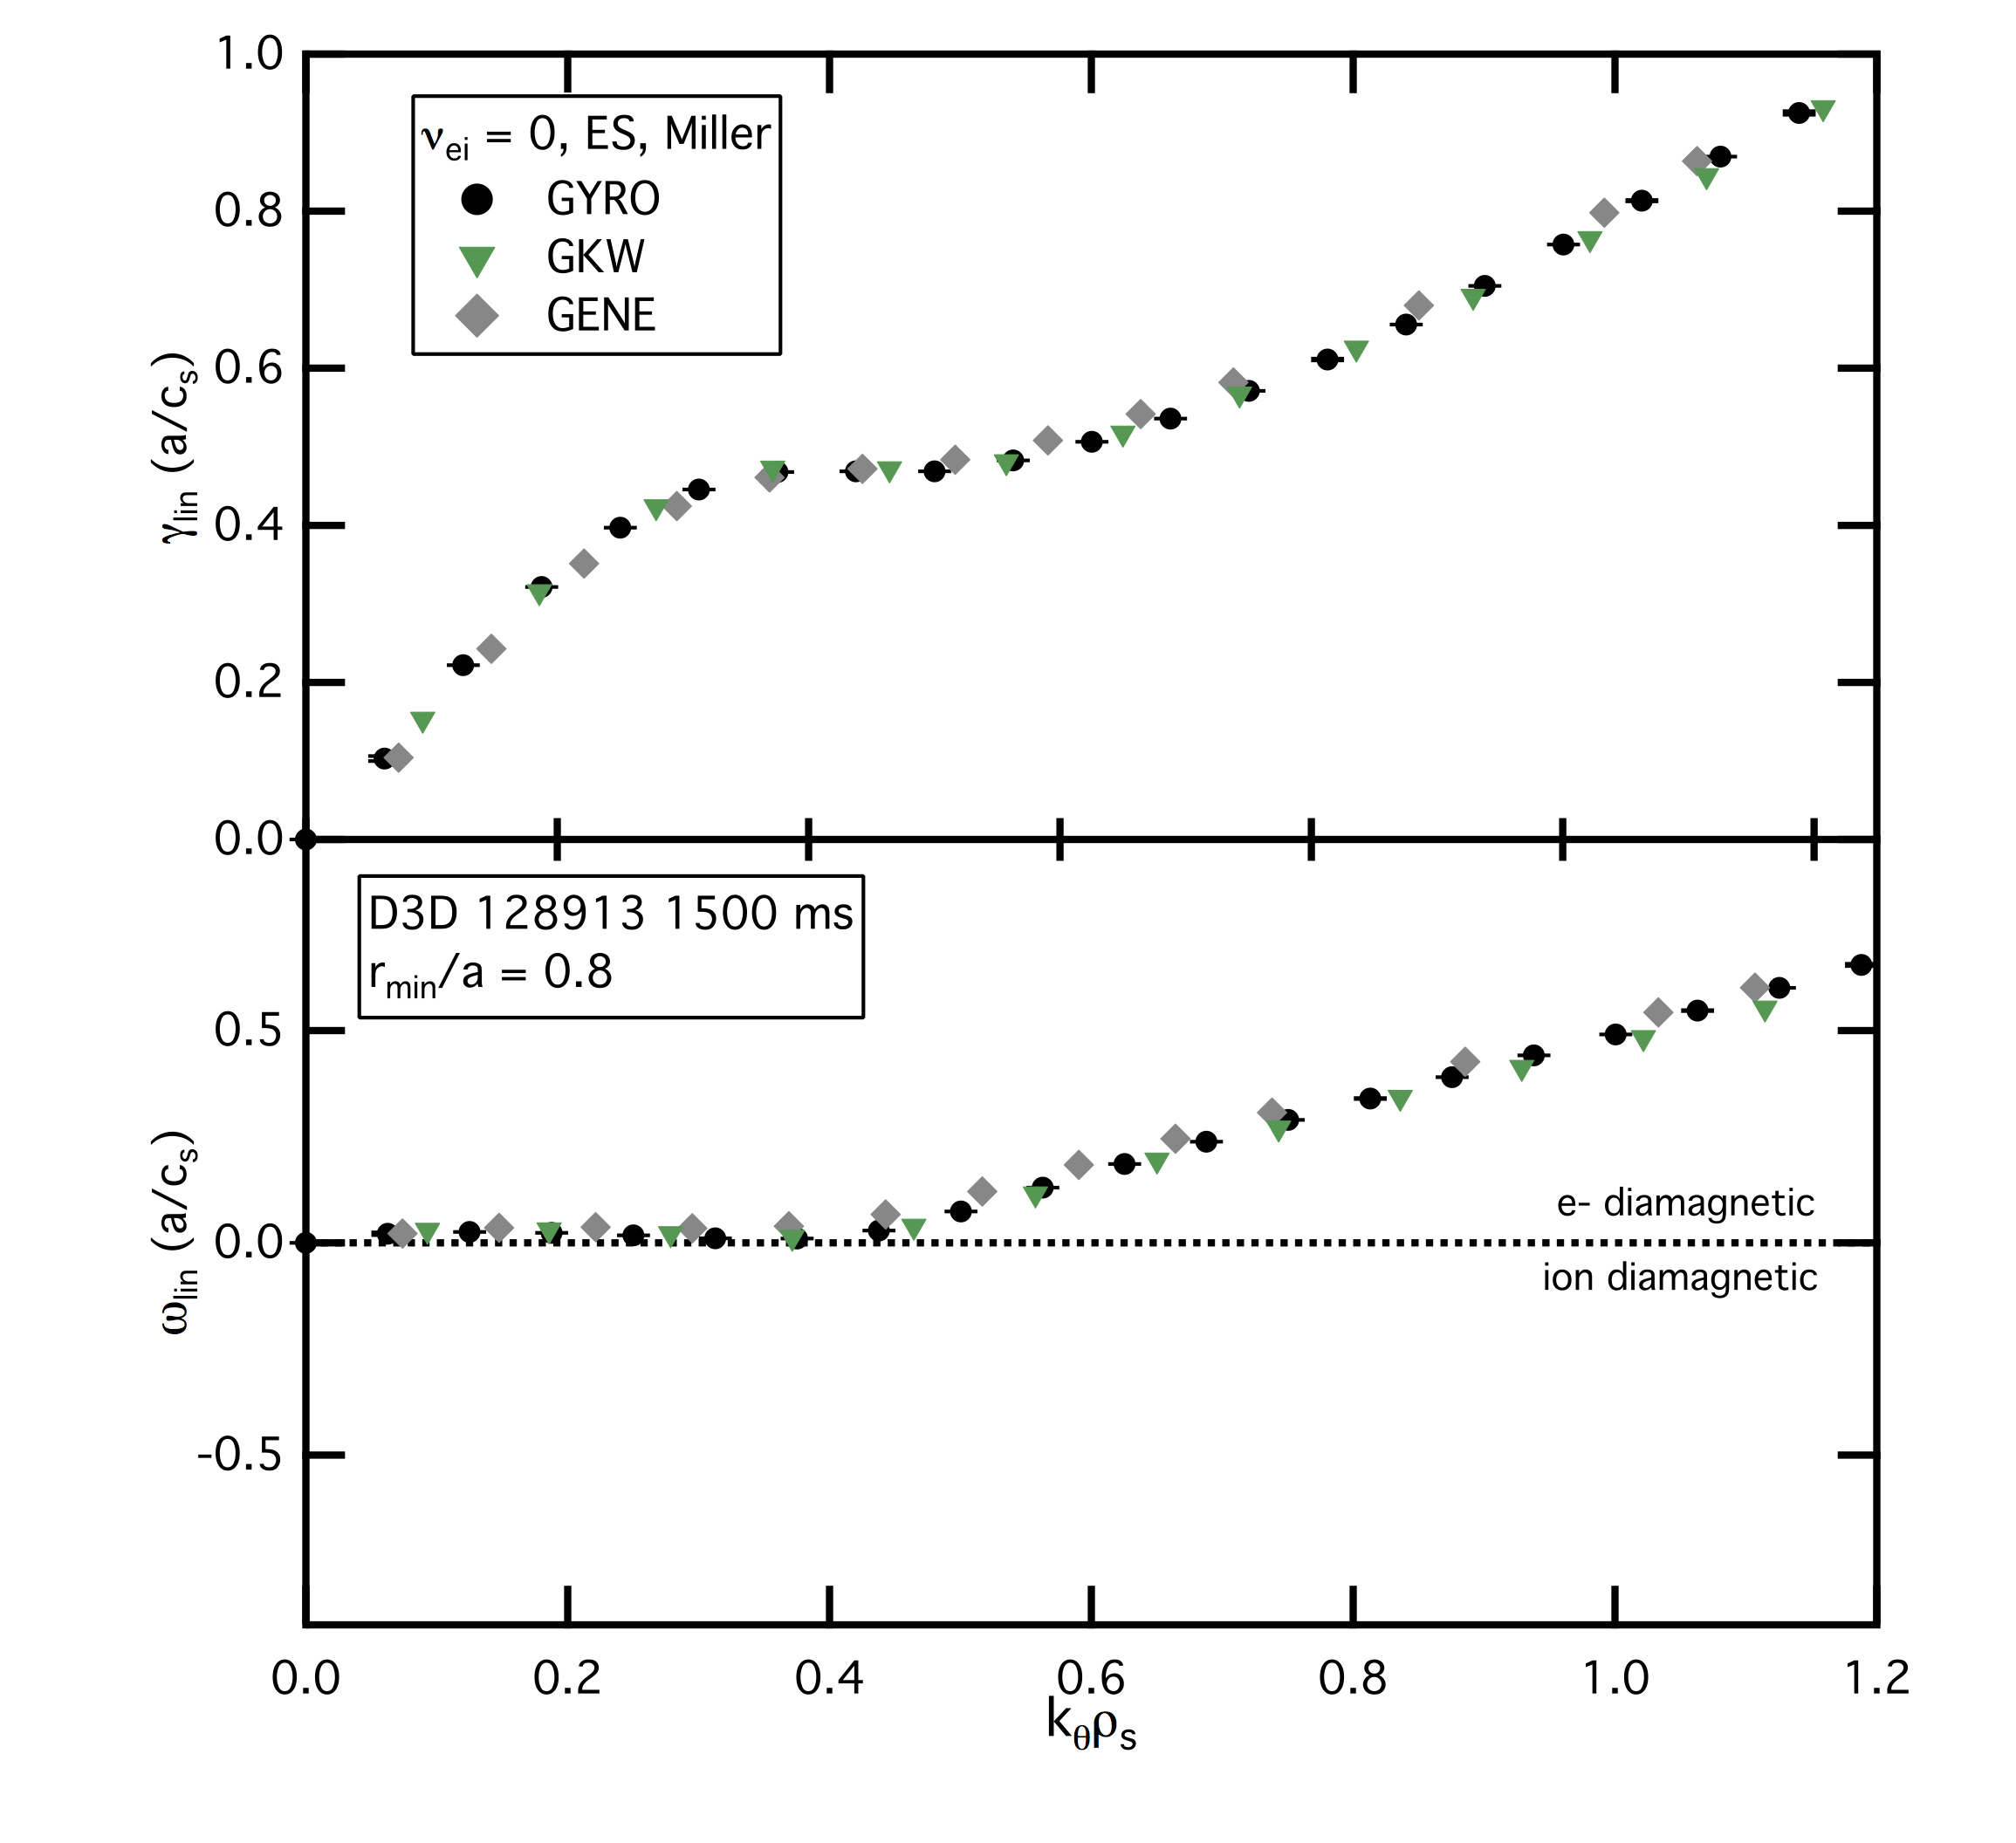 1.0
ν_ei = 0, ES, Miller
GYRO
GKW
GENE
0.8
0.6
0.4
0.2
0.0
γ_lin (a/c_s)
D3D 128913 1500 ms
r_min/a = 0.8
0.5
0.0
-0.5
ω_lin (a/c_s)
e- diamagnetic
ion diamagnetic
0.0 0.2 0.4 0.6 0.8 1.0 1.2
k_θρ_s